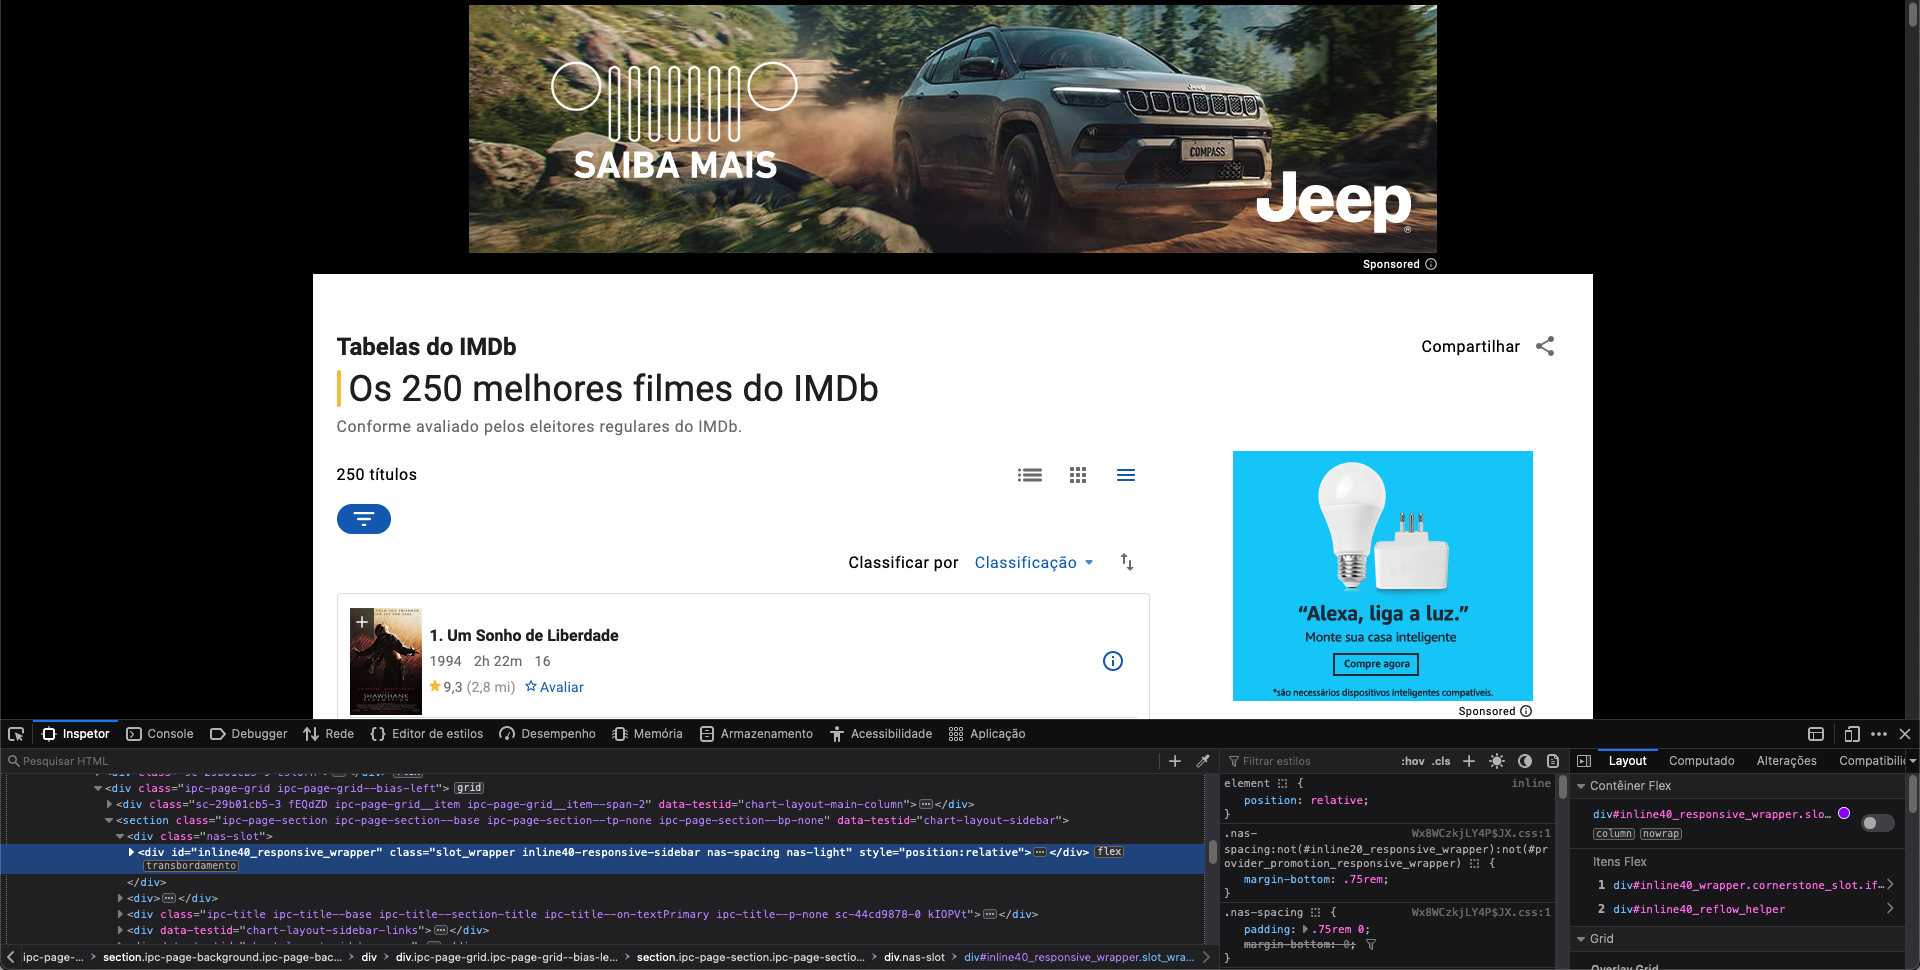 SAIBA MAIS
COMPASS
Jeep
Sponsored
Tabelas do IMDb
Compartilhar
Os 250 melhores filmes do IMDb
Conforme avaliado pelos eleitores regulares do IMDb.
250 títulos
Classificar por Classificação
1. Um Sonho de Liberdade
1994 2h 22m 16
9,3 (2,8 mi) Avaliar
SHAWSHANK
“Alexa, liga a luz.”
Monte sua casa inteligente
Compre agora
*são necessários dispositivos inteligentes compatíveis.
Sponsored
Inspetor Console Debugger Rede Editor de estilos Desempenho Memória Armazenamento Acessibilidade Aplicação
Pesquisar HTML
<div class="ipc-page-grid ipc-page-grid--bias-left"> grid
<div class="sc-29b01cb5-3 fEQdZD ipc-page-grid__item ipc-page-grid__item--span-2" data-testid="chart-layout-main-column"></div>
<section class="ipc-page-section ipc-page-section--base ipc-page-section--tp-none ipc-page-section--bp-none" data-testid="chart-layout-sidebar">
<div class="nas-slot">
<div id="inline40_responsive_wrapper" class="slot_wrapper inline40-responsive-sidebar nas-spacing nas-light" style="position:relative"></div> flex
transbordamento
</div>
<div></div>
<div class="ipc-title ipc-title--base ipc-title--section-title ipc-title--on-textPrimary ipc-title--p-none sc-44cd9878-0 kIOPVt"></div>
<div data-testid="chart-layout-sidebar-links"></div>
ipc-page-... section.ipc-page-background.ipc-page-bac... div div.ipc-page-grid.ipc-page-grid--bias-le... section.ipc-page-section.ipc-page-sectio... div.nas-slot div#inline40_responsive_wrapper.slot_wra...
Filtrar estilos :hov .cls
element { inline
position: relative;
}
.nas- Wx8WCzkjLY4P$JX.css:1
spacing:not(#inline20_responsive_wrapper):not(#pr
ovider_promotion_responsive_wrapper) {
margin-bottom: .75rem;
}
.nas-spacing { Wx8WCzkjLY4P$JX.css:1
padding: .75rem 0;
margin-bottom: 0;
}
Layout Computado Alterações Compatibili
Contêiner Flex
div#inline40_responsive_wrapper.slo…
column nowrap
Itens Flex
1 div#inline40_wrapper.cornerstone_slot.if…
2 div#inline40_reflow_helper
Grid
Overlay Grid